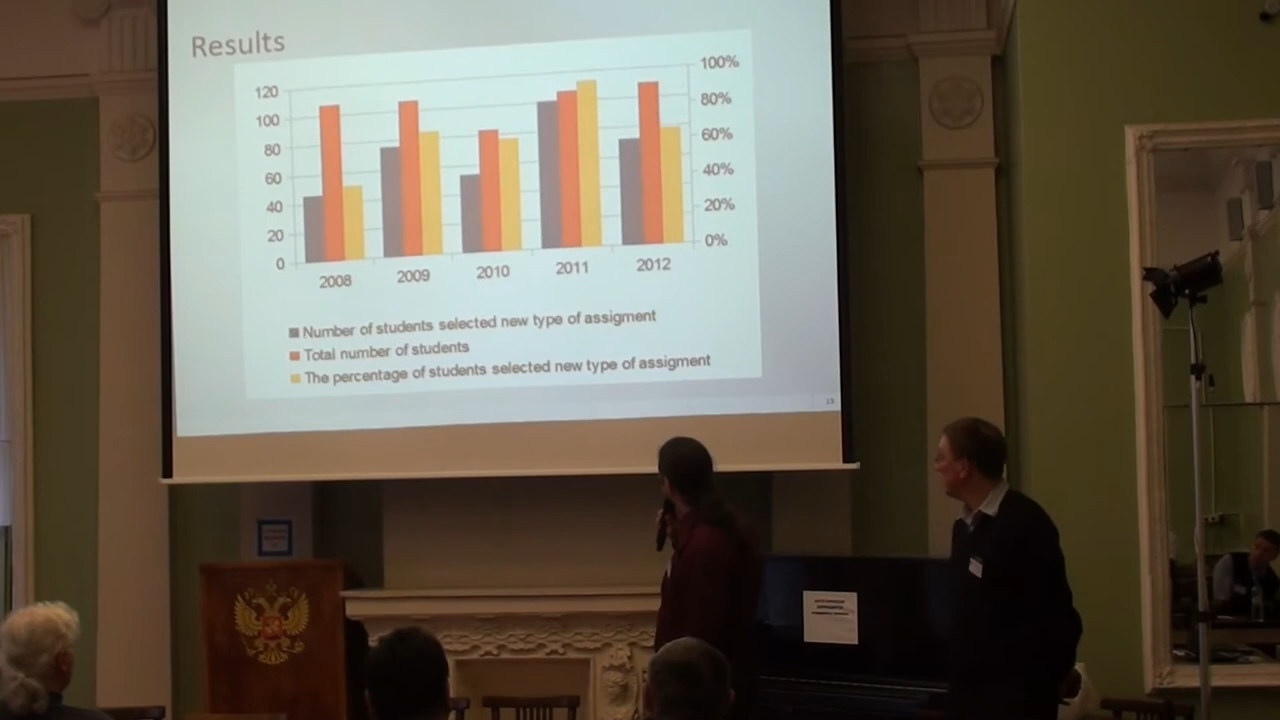 Results
120
100
80
60
40
20
0
100%
80%
60%
40%
20%
0%
2008 2009 2010 2011 2012
Number of students selected new type of assigment
Total number of students
The percentage of students selected new type of assigment
13